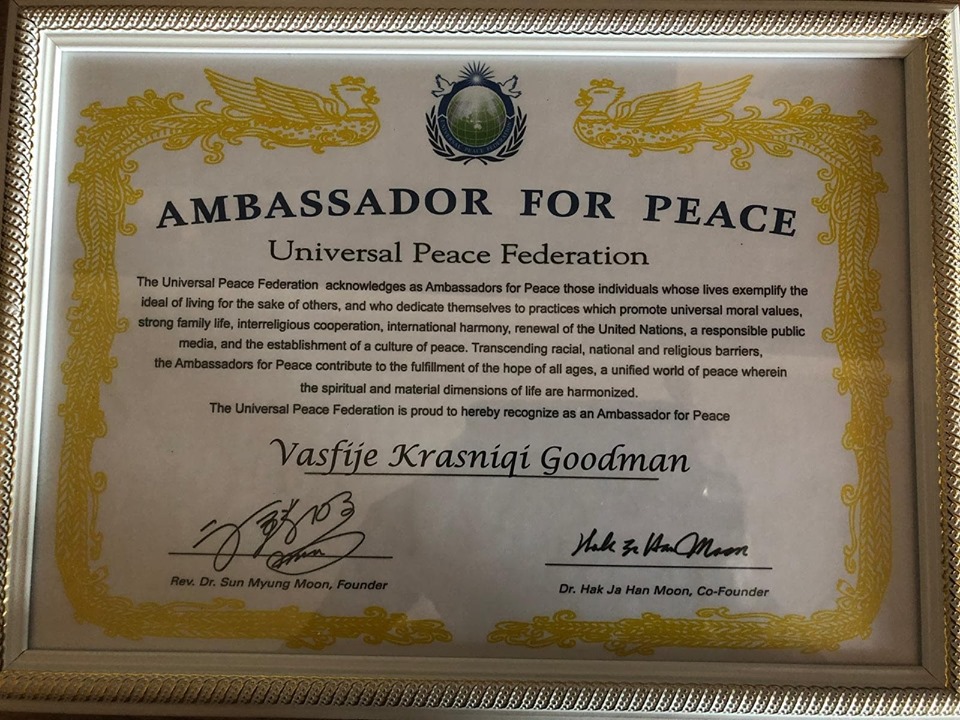 AMBASSADOR FOR PEACE
Universal Peace Federation
The Universal Peace Federation acknowledges as Ambassadors for Peace those individuals whose lives exemplify the
ideal of living for the sake of others, and who dedicate themselves to practices which promote universal moral values,
strong family life, interreligious cooperation, international harmony, renewal of the United Nations, a responsible public
media, and the establishment of a culture of peace. Transcending racial, national and religious barriers,
the Ambassadors for Peace contribute to the fulfillment of the hope of all ages, a unified world of peace wherein
the spiritual and material dimensions of life are harmonized.
The Universal Peace Federation is proud to hereby recognize as an Ambassador for Peace
Vasfije Krasniqi Goodman
Hak Ja Han Moon
Rev. Dr. Sun Myung Moon, Founder
Dr. Hak Ja Han Moon, Co-Founder